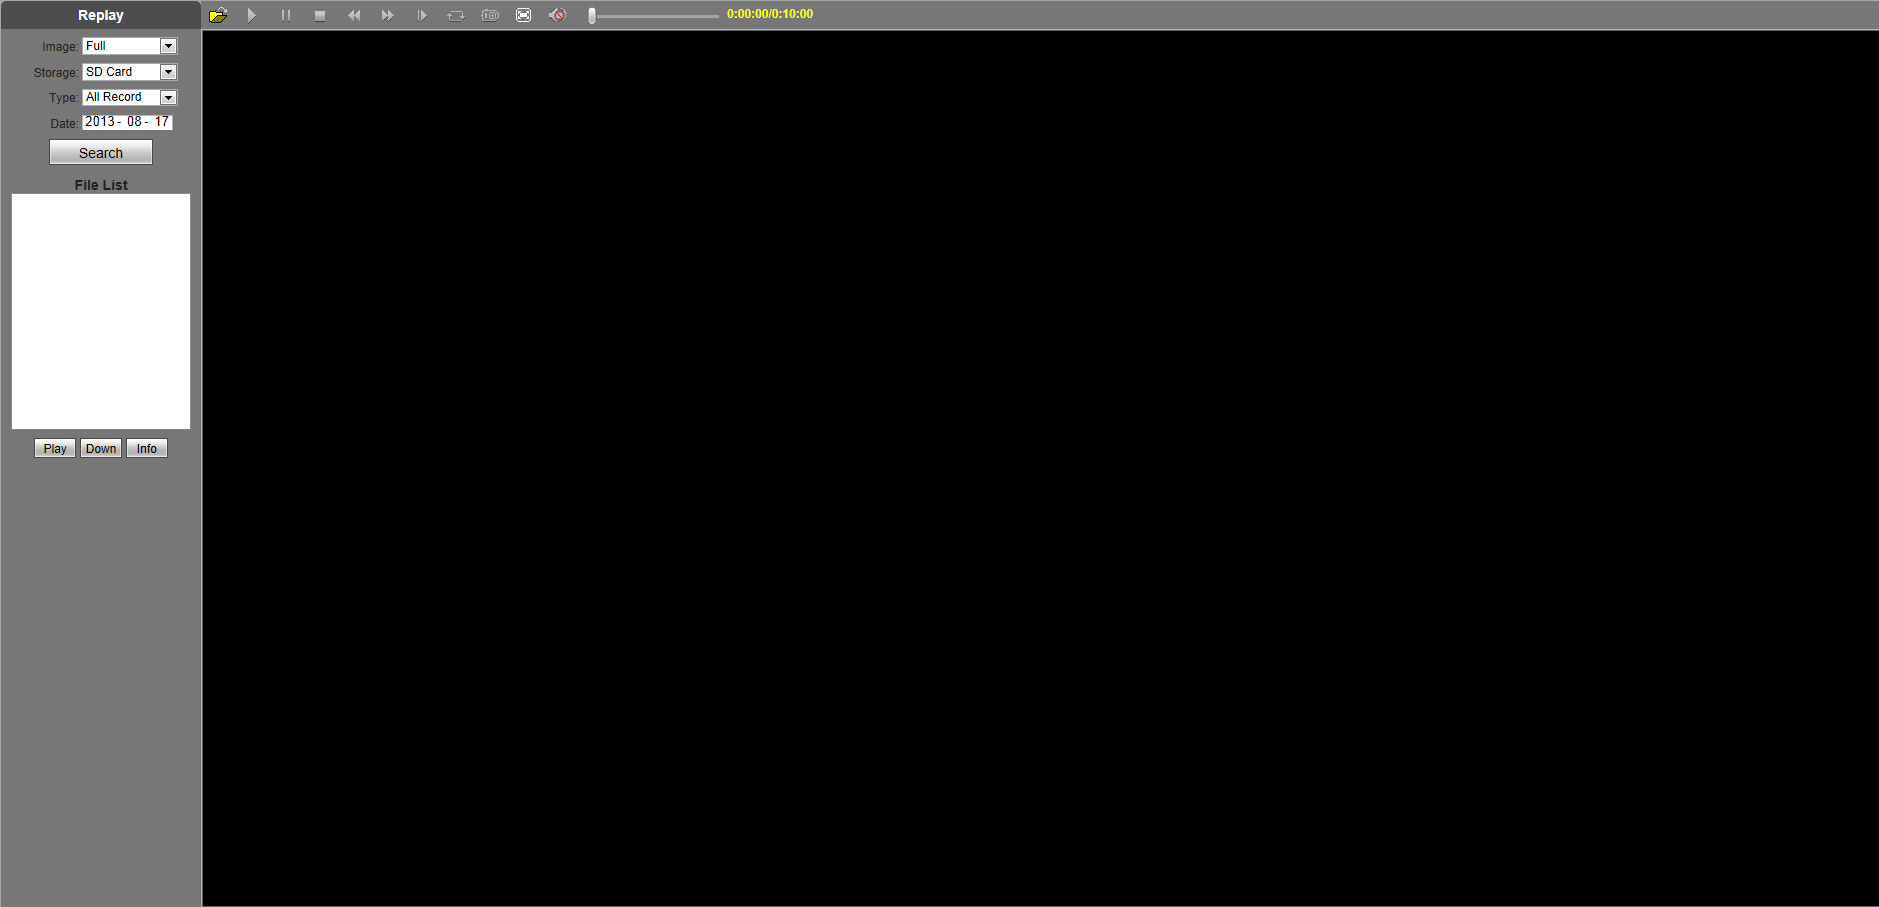 Replay
0:00:00/0:10:00
Image: Full
Storage: SD Card
Type: All Record
Date: 2013- 08- 17
Search
File List
Play Down Info